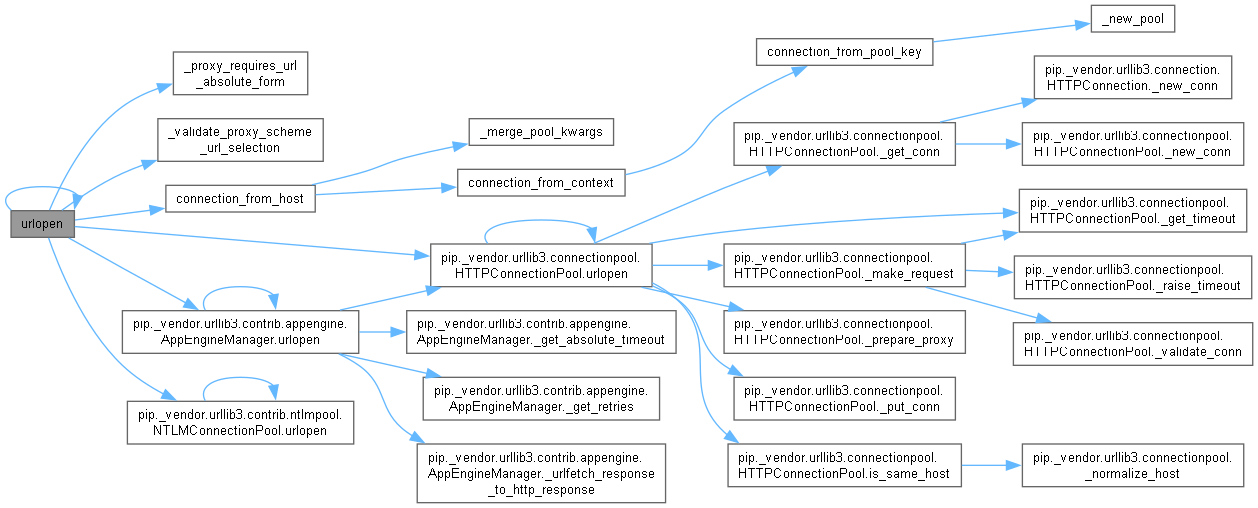 urlopen
_proxy_requires_url
_absolute_form
_validate_proxy_scheme
_url_selection
connection_from_host
pip._vendor.urllib3.contrib.appengine.
AppEngineManager.urlopen
pip._vendor.urllib3.contrib.ntlmpool.
NTLMConnectionPool.urlopen
_merge_pool_kwargs
connection_from_context
pip._vendor.urllib3.connectionpool.
HTTPConnectionPool.urlopen
pip._vendor.urllib3.contrib.appengine.
AppEngineManager._get_absolute_timeout
pip._vendor.urllib3.contrib.appengine.
AppEngineManager._get_retries
pip._vendor.urllib3.contrib.appengine.
AppEngineManager._urlfetch_response
_to_http_response
connection_from_pool_key
pip._vendor.urllib3.connectionpool.
HTTPConnectionPool._get_conn
pip._vendor.urllib3.connectionpool.
HTTPConnectionPool._make_request
pip._vendor.urllib3.connectionpool.
HTTPConnectionPool._prepare_proxy
pip._vendor.urllib3.connectionpool.
HTTPConnectionPool._put_conn
pip._vendor.urllib3.connectionpool.
HTTPConnectionPool.is_same_host
_new_pool
pip._vendor.urllib3.connection.
HTTPConnection._new_conn
pip._vendor.urllib3.connectionpool.
HTTPConnectionPool._new_conn
pip._vendor.urllib3.connectionpool.
HTTPConnectionPool._get_timeout
pip._vendor.urllib3.connectionpool.
HTTPConnectionPool._raise_timeout
pip._vendor.urllib3.connectionpool.
HTTPConnectionPool._validate_conn
pip._vendor.urllib3.connectionpool.
_normalize_host